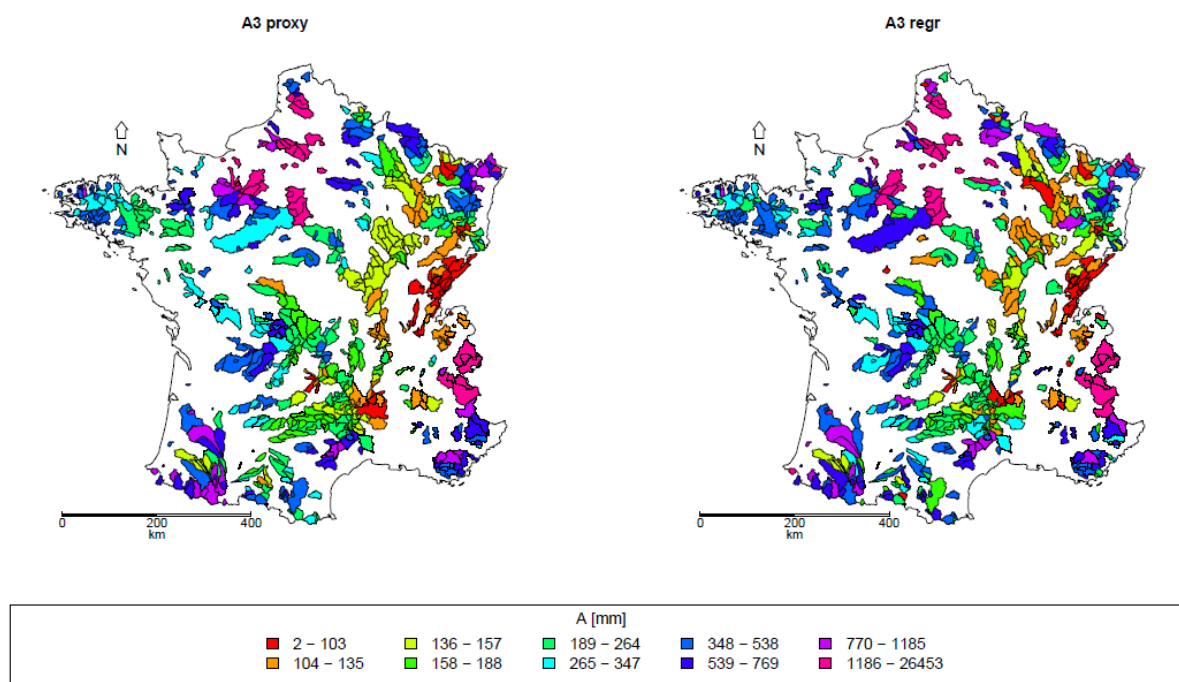 A3 proxy
A3 regr
N
N
0 200 400
km
0 200 400
km
A [mm]
2 – 103 136 – 157 189 – 264 348 – 538 770 – 1185
104 – 135 158 – 188 265 – 347 539 – 769 1186 – 26453